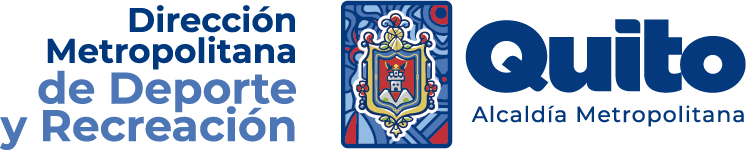 Dirección
Metropolitana
de Deporte
y Recreación
Quito
Alcaldía Metropolitana